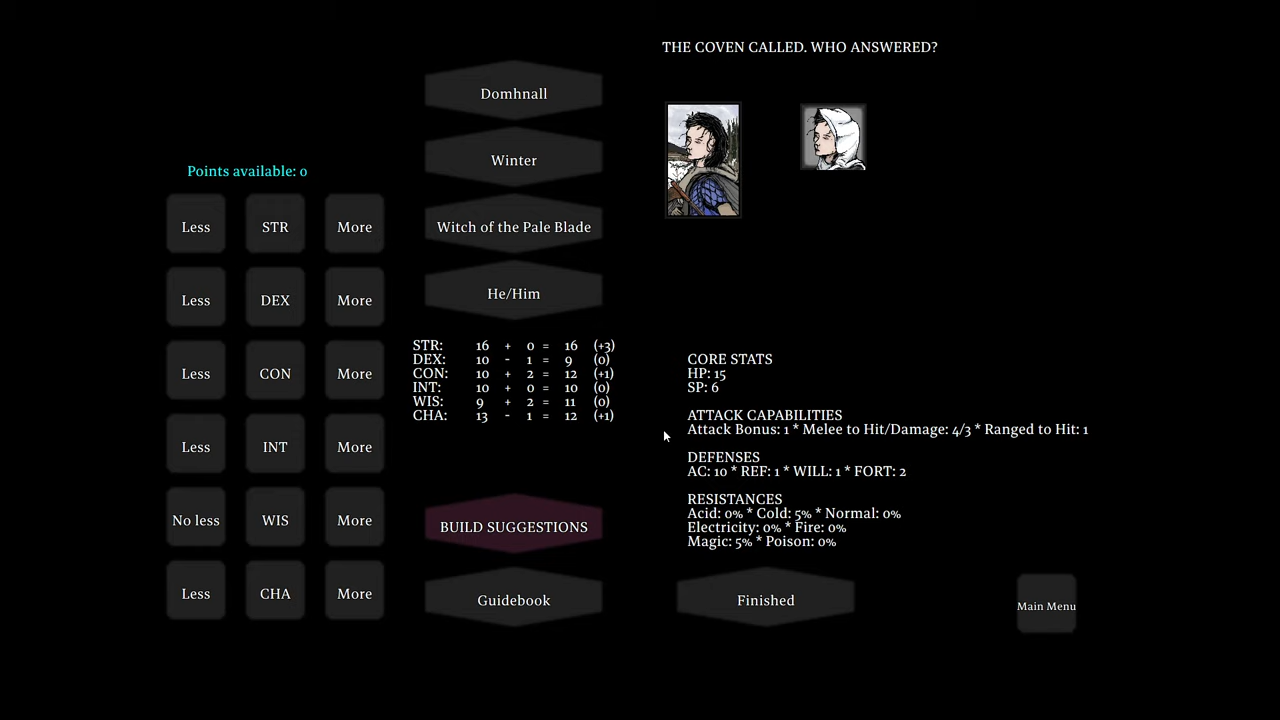 THE COVEN CALLED. WHO ANSWERED?
Domhnall
Winter
Witch of the Pale Blade
He/Him
Points available: 0
Less STR More
Less DEX More
Less CON More
Less INT More
No less WIS More
Less CHA More
STR: 16 + 0 = 16 (+3)
DEX: 10 - 1 = 9 (0)
CON: 10 + 2 = 12 (+1)
INT: 10 + 0 = 10 (0)
WIS: 9 + 2 = 11 (0)
CHA: 13 - 1 = 12 (+1)
BUILD SUGGESTIONS
Guidebook
CORE STATS
HP: 15
SP: 6
ATTACK CAPABILITIES
Attack Bonus: 1 * Melee to Hit/Damage: 4/3 * Ranged to Hit: 1
DEFENSES
AC: 10 * REF: 1 * WILL: 1 * FORT: 2
RESISTANCES
Acid: 0% * Cold: 5% * Normal: 0%
Electricity: 0% * Fire: 0%
Magic: 5% * Poison: 0%
Finished
Main Menu